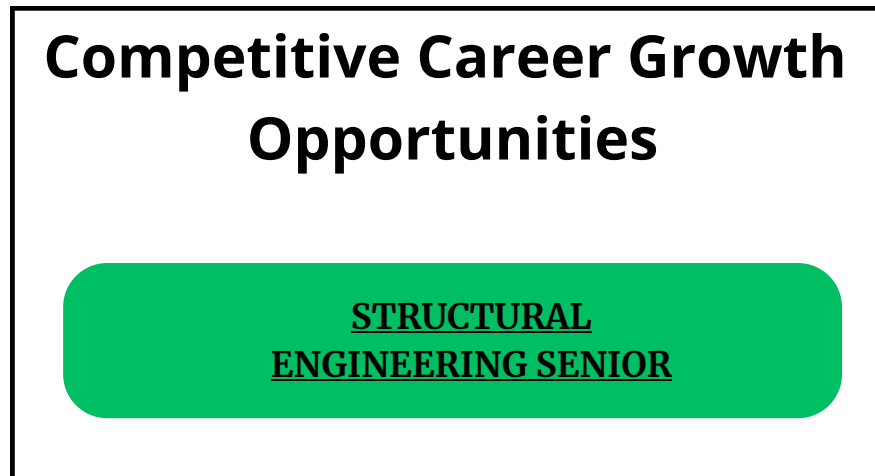 Competitive Career Growth
Opportunities
STRUCTURAL
ENGINEERING SENIOR